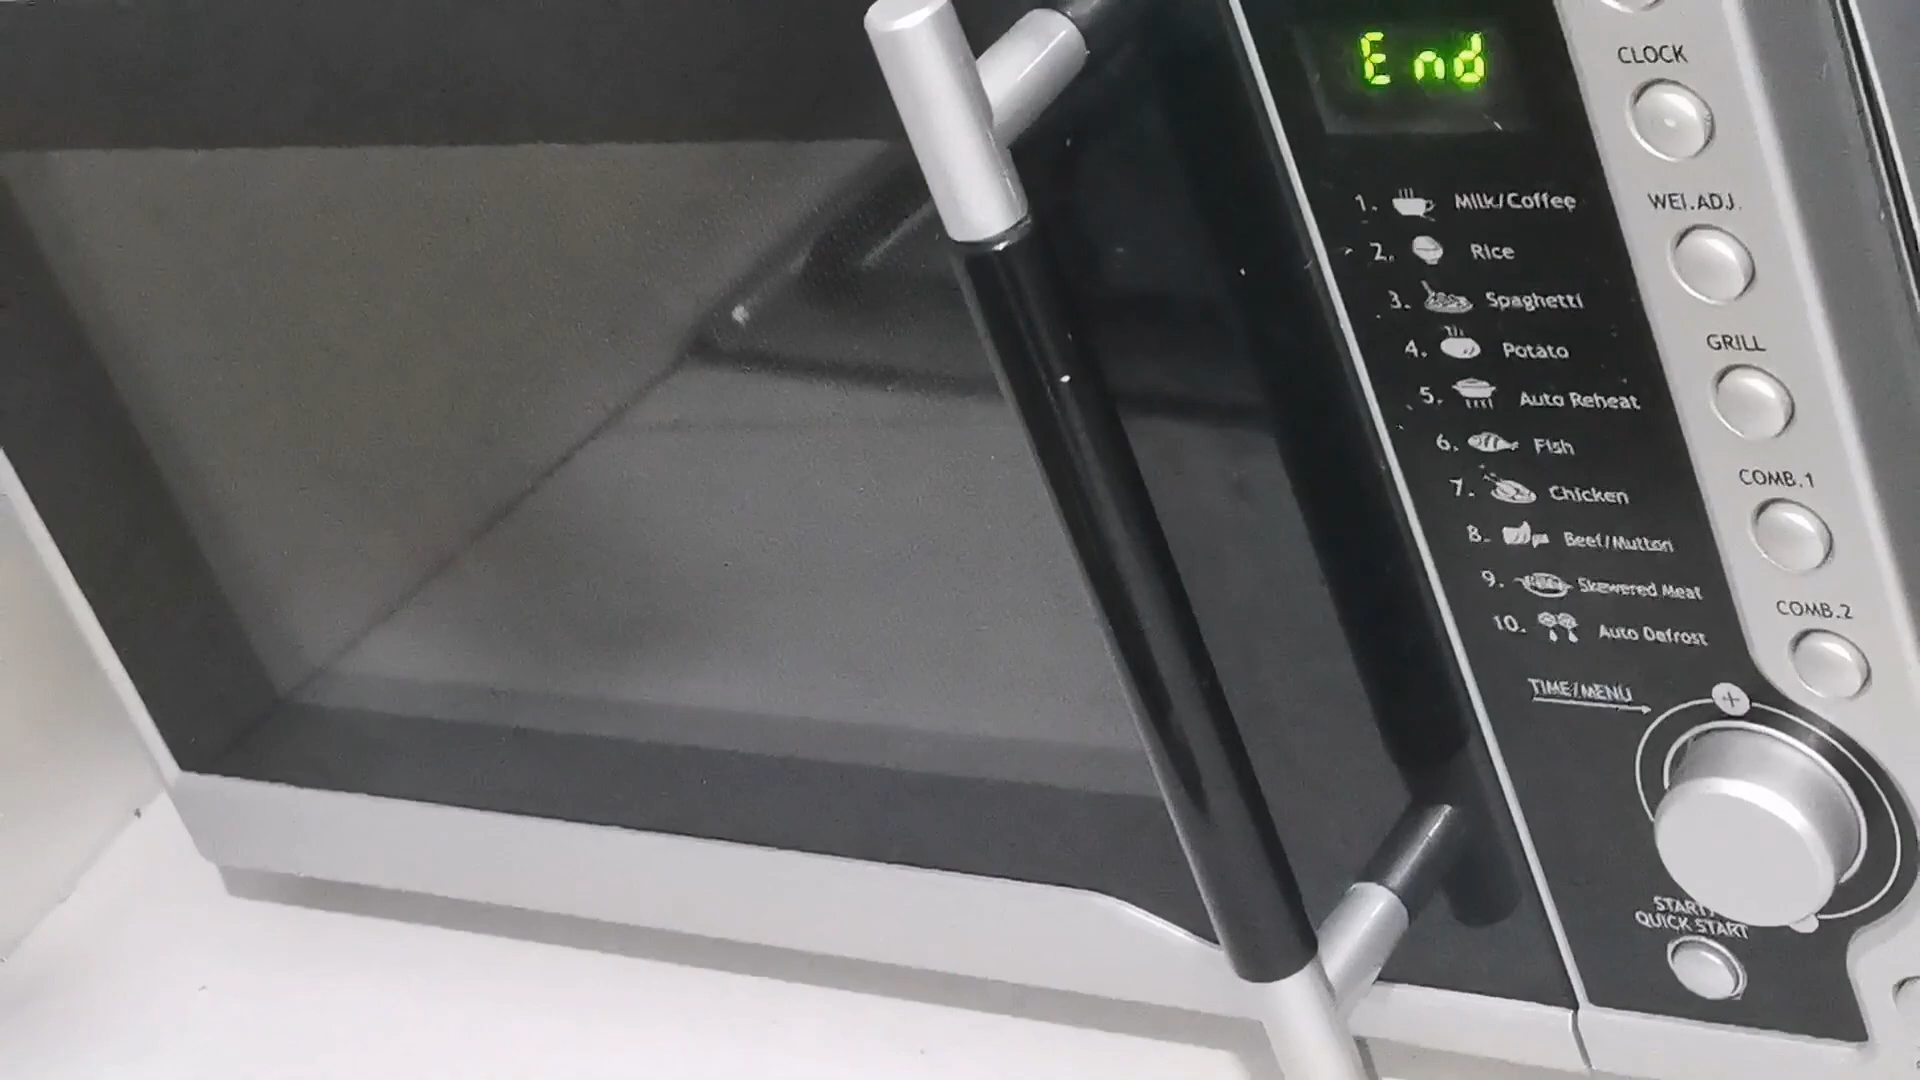 End
CLOCK
1. Milk/Coffee
WEI.ADJ.
2. Rice
3. Spaghetti
GRILL
4. Potato
5. Auto Reheat
6. Fish
COMB.1
7. Chicken
8. Beef/Mutton
9. Skewered Meat
COMB.2
10. Auto Defrost
TIME/MENU
+
START/
QUICK START